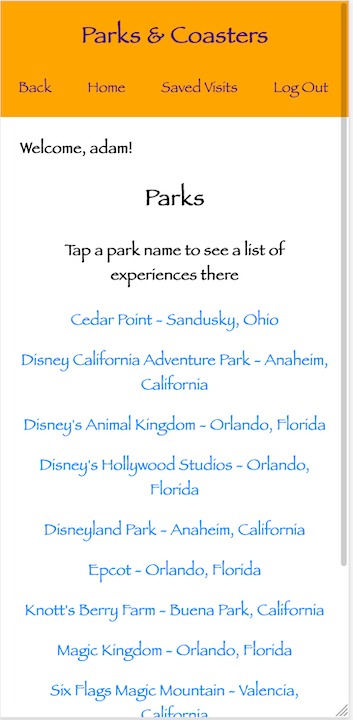 Parks & Coasters
Back Home Saved Visits Log Out
Welcome, adam!
Parks
Tap a park name to see a list of
experiences there
Cedar Point - Sandusky, Ohio
Disney California Adventure Park - Anaheim,
California
Disney's Animal Kingdom - Orlando, Florida
Disney's Hollywood Studios - Orlando,
Florida
Disneyland Park - Anaheim, California
Epcot - Orlando, Florida
Knott's Berry Farm - Buena Park, California
Magic Kingdom - Orlando, Florida
Six Flags Magic Mountain - Valencia,
California